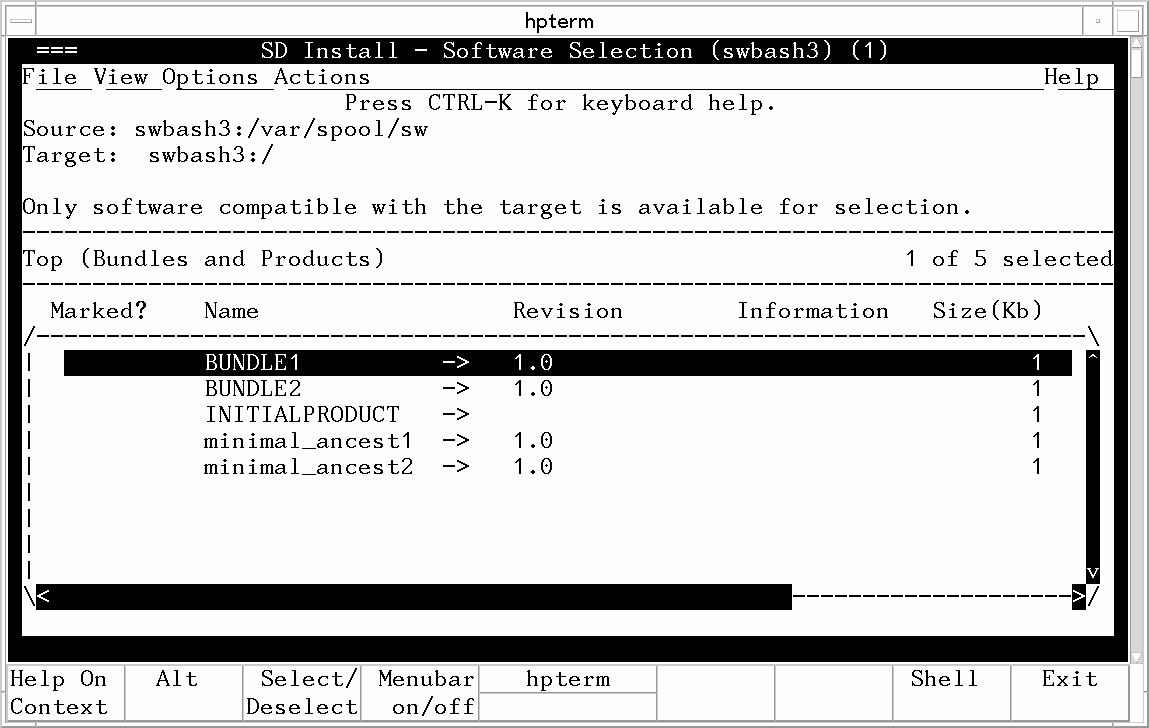 hpterm
=== SD Install - Software Selection (swbash3) (1)
File View Options Actions Help
Press CTRL-K for keyboard help.
Source: swbash3:/var/spool/sw
Target: swbash3:/
Only software compatible with the target is available for selection.
Top (Bundles and Products) 1 of 5 selected
Marked? Name Revision Information Size(Kb)
BUNDLE1 -> 1.0 1
BUNDLE2 -> 1.0 1
INITIALPRODUCT -> 1
minimal_ancest1 -> 1.0 1
minimal_ancest2 -> 1.0 1
Help On Alt Select/ Menubar hpterm Shell Exit
Context Deselect on/off